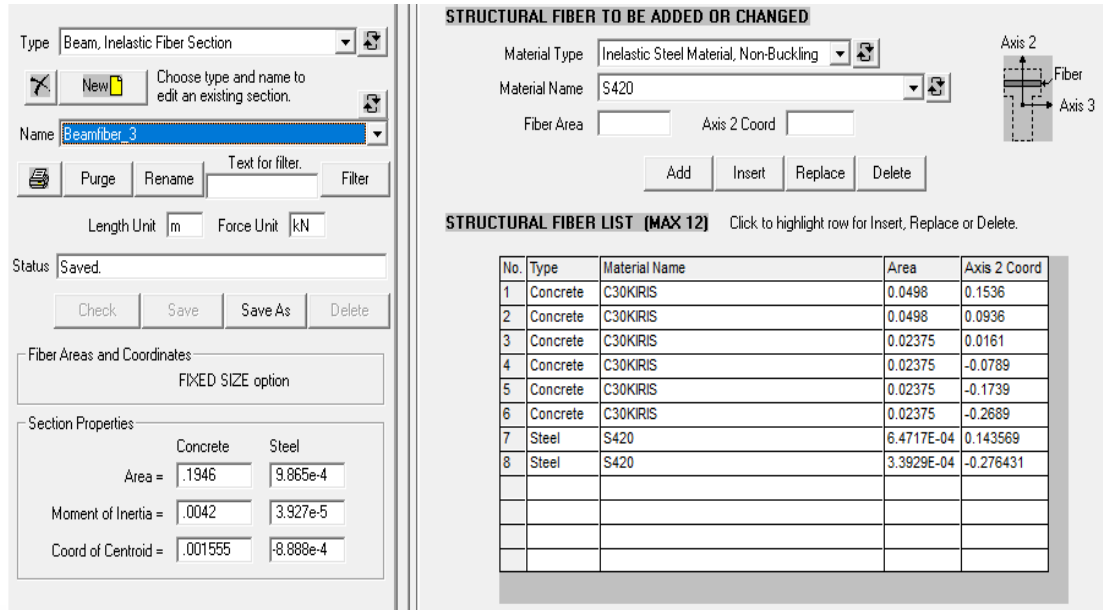 Type Beam, Inelastic Fiber Section
New
Choose type and name to
edit an existing section.
Name Beamfiber_3
Purge Rename Text for filter. Filter
Length Unit m Force Unit kN
Status Saved.
Check Save Save As Delete
Fiber Areas and Coordinates
FIXED SIZE option
Section Properties
Concrete Steel
Area = .1946 9.865e-4
Moment of Inertia = .0042 3.927e-5
Coord of Centroid = .001555 -8.888e-4
STRUCTURAL FIBER TO BE ADDED OR CHANGED
Material Type Inelastic Steel Material, Non-Buckling
Material Name S420
Fiber Area Axis 2 Coord
Axis 2
Fiber
Axis 3
Add Insert Replace Delete
STRUCTURAL FIBER LIST (MAX 12) Click to highlight row for Insert, Replace or Delete.
No. Type Material Name Area Axis 2 Coord
1 Concrete C30KIRIS 0.0498 0.1536
2 Concrete C30KIRIS 0.0498 0.0936
3 Concrete C30KIRIS 0.02375 0.0161
4 Concrete C30KIRIS 0.02375 -0.0789
5 Concrete C30KIRIS 0.02375 -0.1739
6 Concrete C30KIRIS 0.02375 -0.2689
7 Steel S420 6.4717E-04 0.143569
8 Steel S420 3.3929E-04 -0.276431